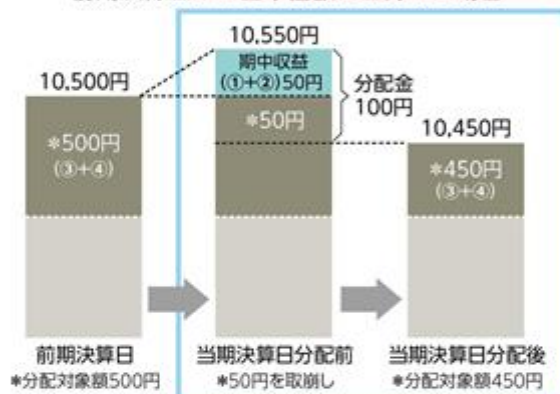 10,550円
期中収益
(①+②)50円
分配金
100円
10,500円
*50円
10,450円
*500円
(③+④)
*450円
(③+④)
前期決算日
当期決算日分配前
当期決算日分配後
*分配対象額500円
*50円を取崩し
*分配対象額450円